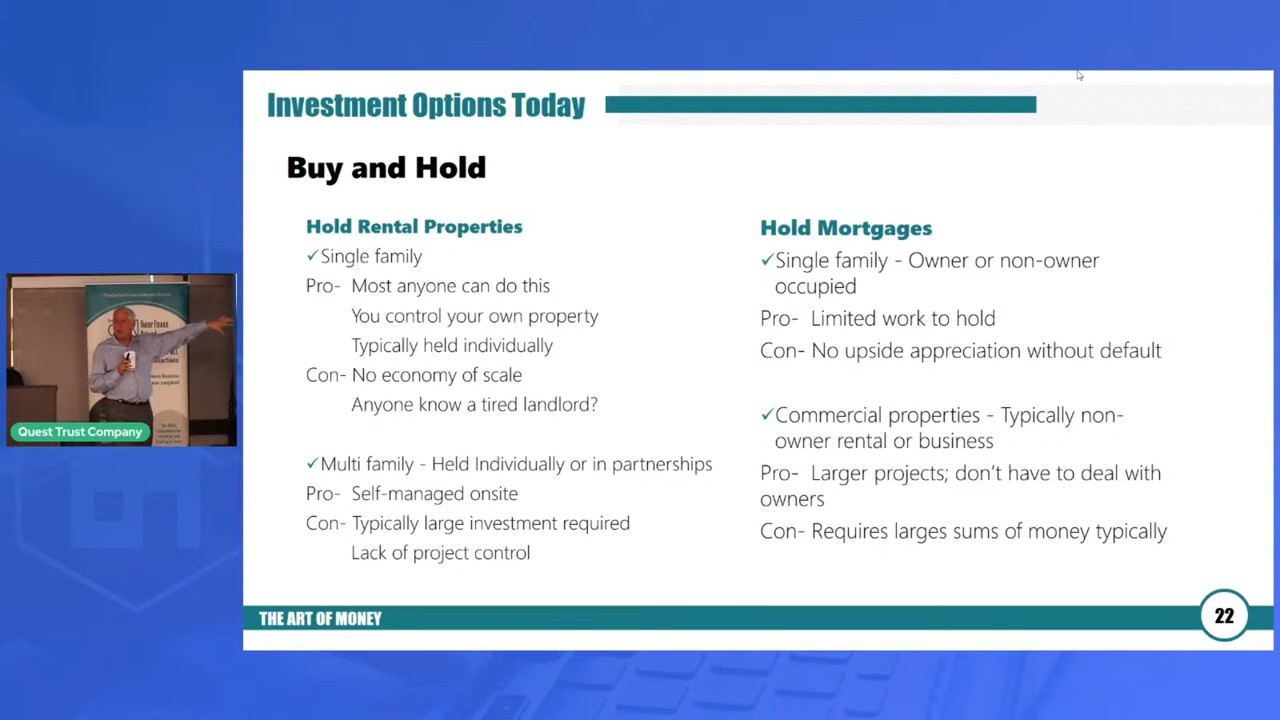 Investment Options Today
Buy and Hold
Hold Rental Properties
✓Single family
Pro- Most anyone can do this
You control your own property
Typically held individually
Con- No economy of scale
Anyone know a tired landlord?
✓Multi family - Held Individually or in partnerships
Pro- Self-managed onsite
Con- Typically large investment required
Lack of project control
Hold Mortgages
✓Single family - Owner or non-owner
occupied
Pro- Limited work to hold
Con- No upside appreciation without default
✓Commercial properties - Typically non-
owner rental or business
Pro- Larger projects; don't have to deal with
owners
Con- Requires larges sums of money typically
THE ART OF MONEY
22
Quest Trust Company